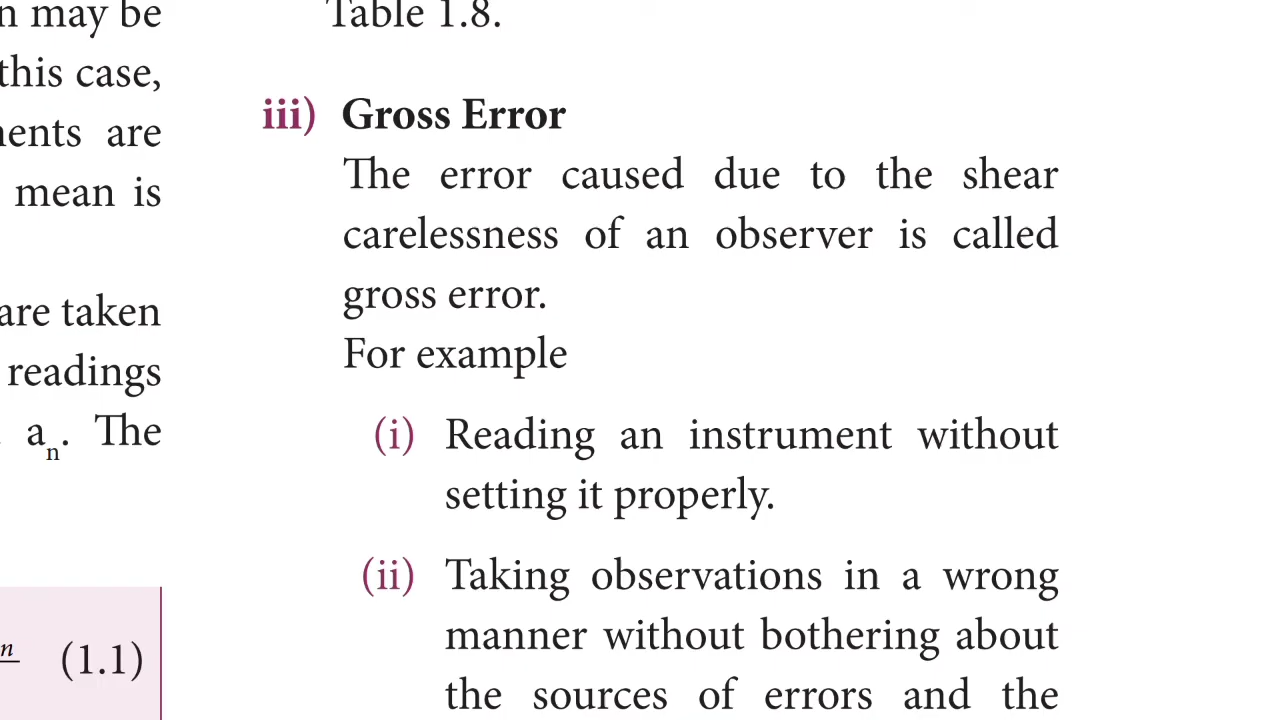 n may be
this case,
ents are
mean is
are taken
readings
aₙ. The
n (1.1)
Table 1.8.
iii) Gross Error
The error caused due to the shear
carelessness of an observer is called
gross error.
For example
(i) Reading an instrument without
setting it properly.
(ii) Taking observations in a wrong
manner without bothering about
the sources of errors and the